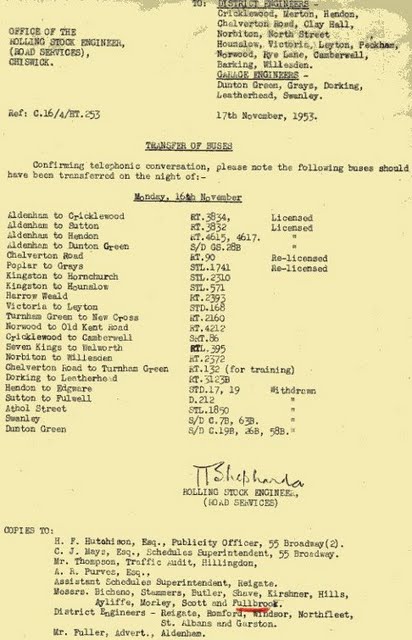 TO: DISTRICT ENGINEERS -
Cricklewood, Merton, Hendon,
Chelverton Road, Clay Hall,
Norbiton, North Street
Hounslow, Victoria, Leyton, Peckham,
Norwood, Rye Lane, Camberwell,
Barking, Willesden.
GARAGE ENGINEERS -
Dunton Green, Grays, Dorking,
Leatherhead, Swanley.
OFFICE OF THE
ROLLING STOCK ENGINEER,
(ROAD SERVICES),
CHISWICK.
Ref: C.16/4/HT.253
17th November, 1953.
TRANSFER OF BUSES
Confirming telephonic conversation, please note the following buses should
have been transferred on the night of:-
Monday, 16th November
Aldenham to Cricklewood RT.3834, Licensed
Aldenham to Sutton RT.3832 Licensed
Aldenham to Hendon RT.4615, 4617. "
Aldenham to Dunton Green S/D GS.28B "
Chelverton Road RT.90 Re-licensed
Poplar to Grays STL.1741 Re-licensed
Kingston to Hornchurch STL.2310
Kingston to Hounslow STL.571
Harrow Weald RT.2393
Victoria to Leyton STD.168
Turnham Green to New Cross RT.2160
Norwood to Old Kent Road RT.4212
Cricklewood to Camberwell SRT.86
Seven Kings to Walworth RTL.395
Norbiton to Willesden RT.2372
Chelverton Road to Turnham Green RT.132 (for training)
Dorking to Leatherhead RT.3123B
Hendon to Edgware STD.17, 19 Withdrawn
Sutton to Fulwell D.212 "
Athol Street STL.1850 "
Swanley S/D C.7B, 63B. "
Dunton Green S/D C.19B, 26B, 58B. "
T Shepharda
ROLLING STOCK ENGINEER,
(ROAD SERVICES)
COPIES TO:
H. F. Hutchison, Esq., Publicity Officer, 55 Broadway(2).
C. J. Mays, Esq., Schedules Superintendent, 55 Broadway.
Mr. Thompson, Traffic Audit, Hillingdon,
A. R. Purves, Esq.,
Assistant Schedules Superintendent, Reigate.
Messrs. Richeno, Stammers, Butler, Shave, Kirshner, Hills,
Ayliffe, Morley, Scott and Fullbrook.
District Engineers - Reigate, Romford, Windsor, Northfleet,
St. Albans and Garston.
Mr. Fuller, Advert., Aldenham.